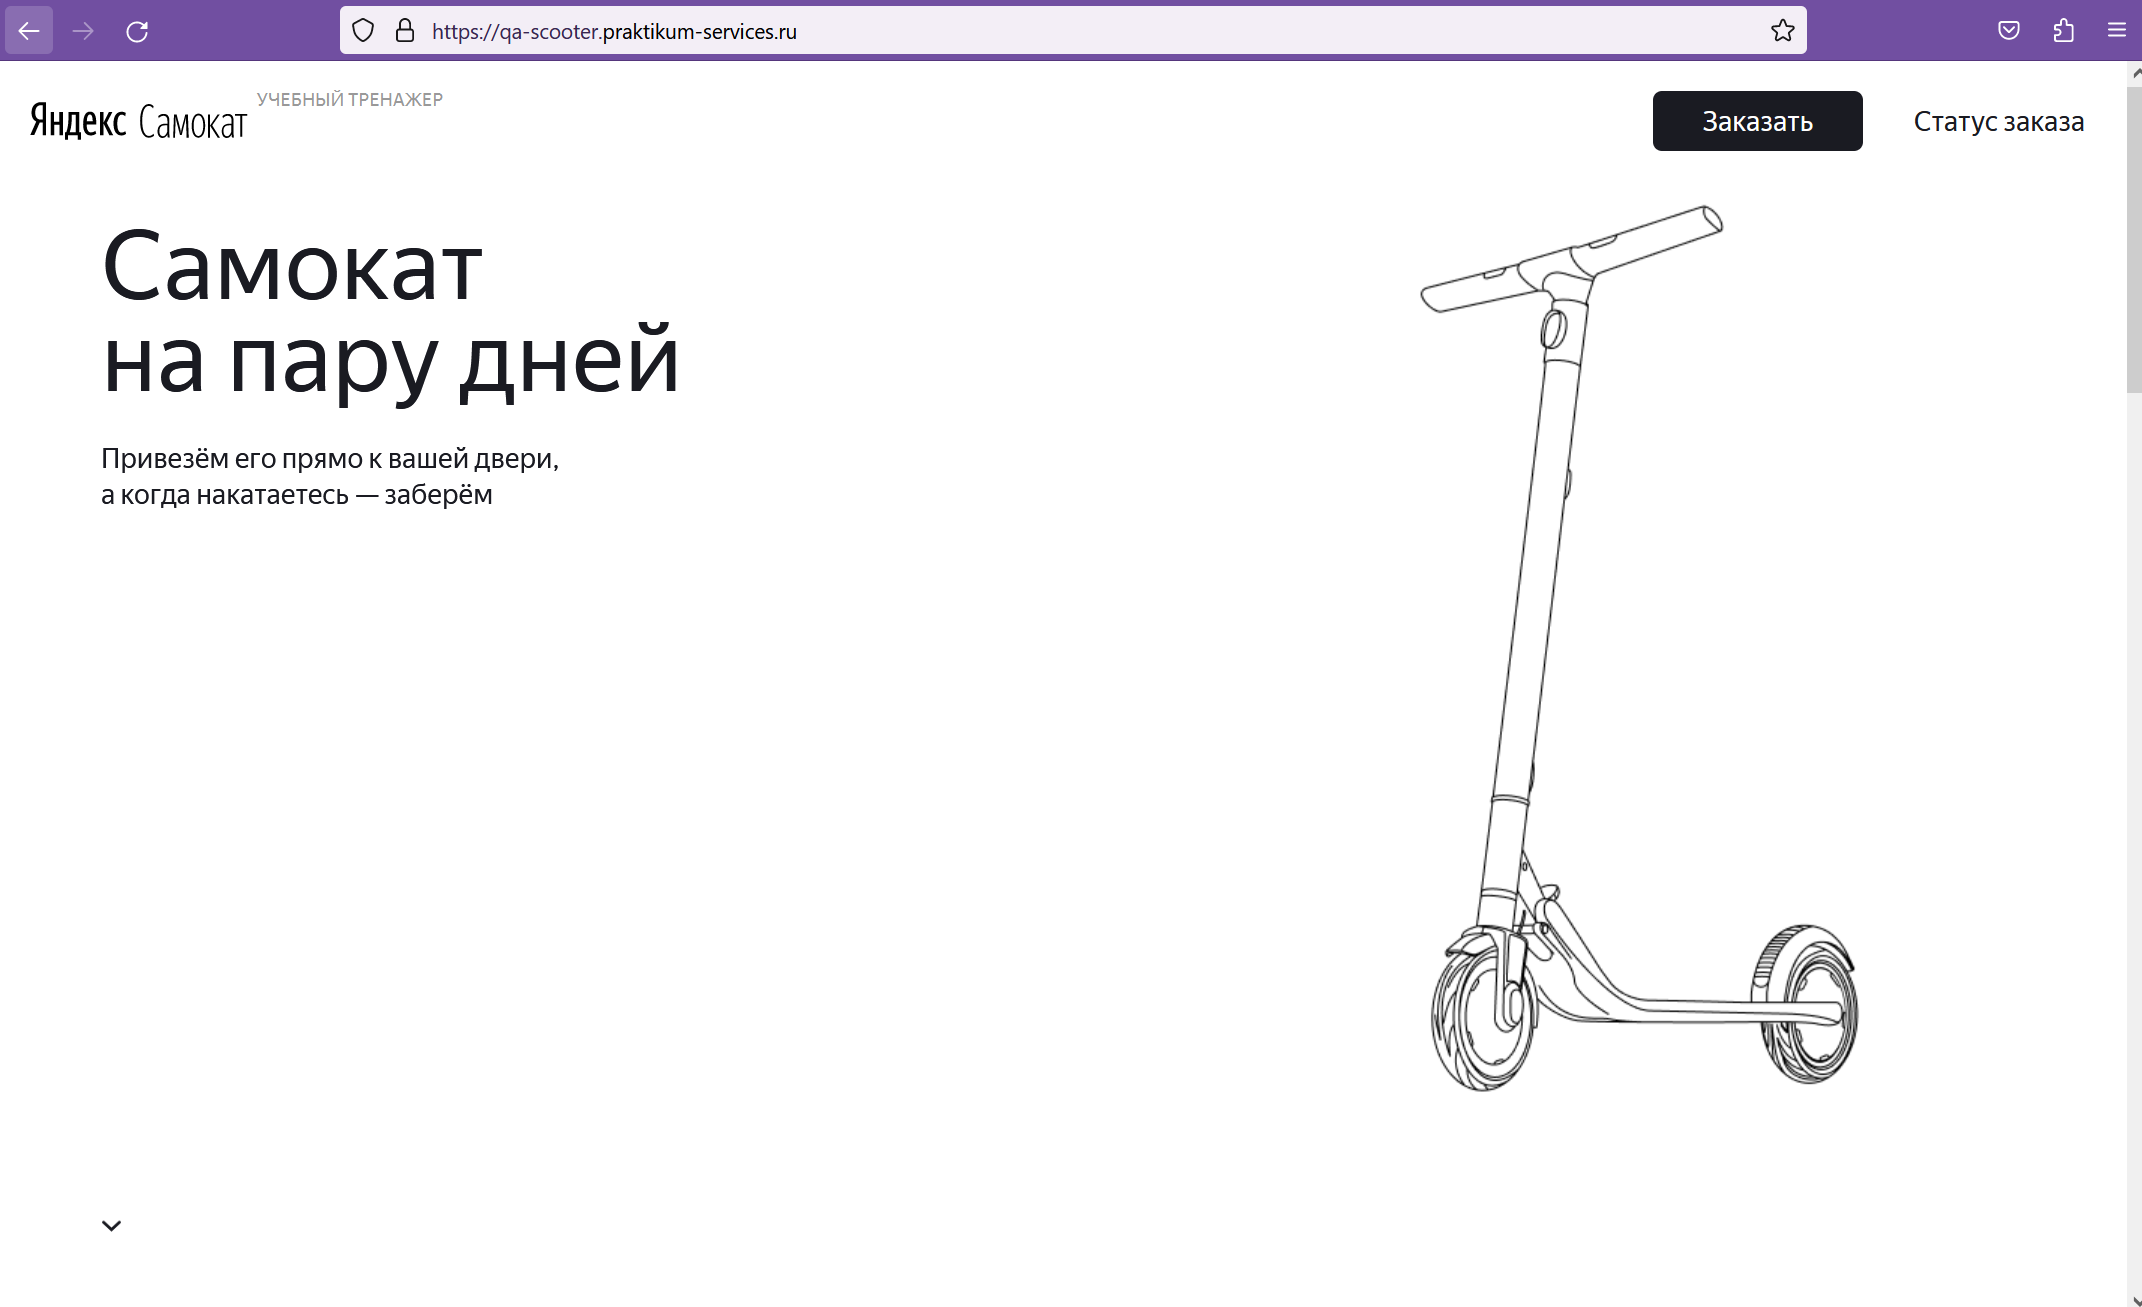 https://qa-scooter.praktikum-services.ru
Яндекс Самокат УЧЕБНЫЙ ТРЕНАЖЕР
Заказать
Статус заказа
Самокат
на пару дней
Привезём его прямо к вашей двери,
а когда накатаетесь — заберём